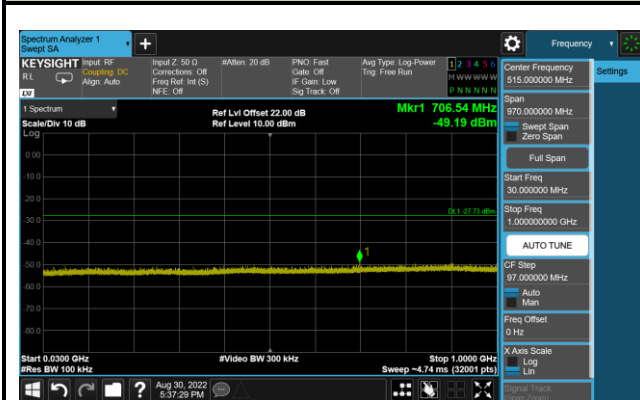 Spectrum Analyzer 1
Swept SA
Frequency
KEYSIGHT
RL
LXI
Input: RF
Coupling: DC
Align: Auto
Input Z: 50 Ω
Corrections: Off
Freq Ref: Int (S)
NFE: Off
#Atten: 20 dB
PNO: Fast
Gate: Off
IF Gain: Low
Sig Track: Off
Avg Type: Log-Power
Trig: Free Run
1 2 3 4 5 6
M W W W W W
P N N N N N
1 Spectrum
Scale/Div 10 dB
Log
Ref Lvl Offset 22.00 dB
Ref Level 10.00 dBm
Mkr1 706.54 MHz
-49.19 dBm
0.00
-10.0
-20.0
-30.0
-40.0
-50.0
-60.0
-70.0
-80.0
DL1 -27.73 dBm
1
Start 0.0300 GHz
#Res BW 100 kHz
#Video BW 300 kHz
Stop 1.0000 GHz
Sweep ~4.74 ms (32001 pts)
Aug 30, 2022
5:37:29 PM
Center Frequency
515.000000 MHz
Span
970.000000 MHz
Swept Span
Zero Span
Full Span
Start Freq
30.000000 MHz
Stop Freq
1.000000000 GHz
AUTO TUNE
CF Step
97.000000 MHz
Auto
Man
Freq Offset
0 Hz
X Axis Scale
Log
Lin
Signal Track
(Span Zoom)
Settings